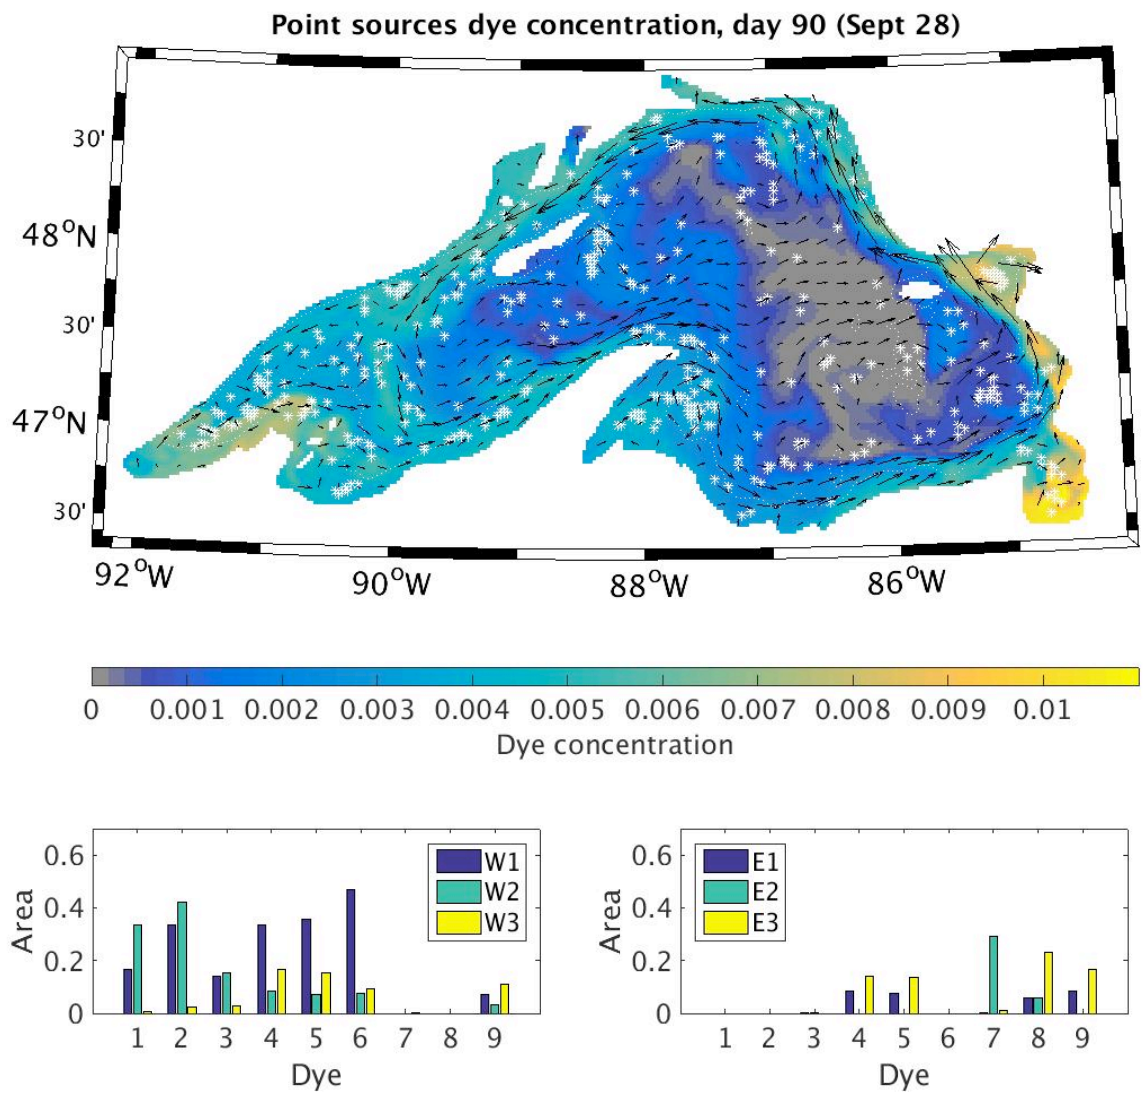 Point sources dye concentration, day 90 (Sept 28)
30'
48°N
30'
47°N
30'
92°W 90°W 88°W 86°W
0 0.001 0.002 0.003 0.004 0.005 0.006 0.007 0.008 0.009 0.01
Dye concentration
0.6
0.4
0.2
0
Area
W1
W2
W3
1 2 3 4 5 6 7 8 9
Dye
0.6
0.4
0.2
0
Area
E1
E2
E3
1 2 3 4 5 6 7 8 9
Dye